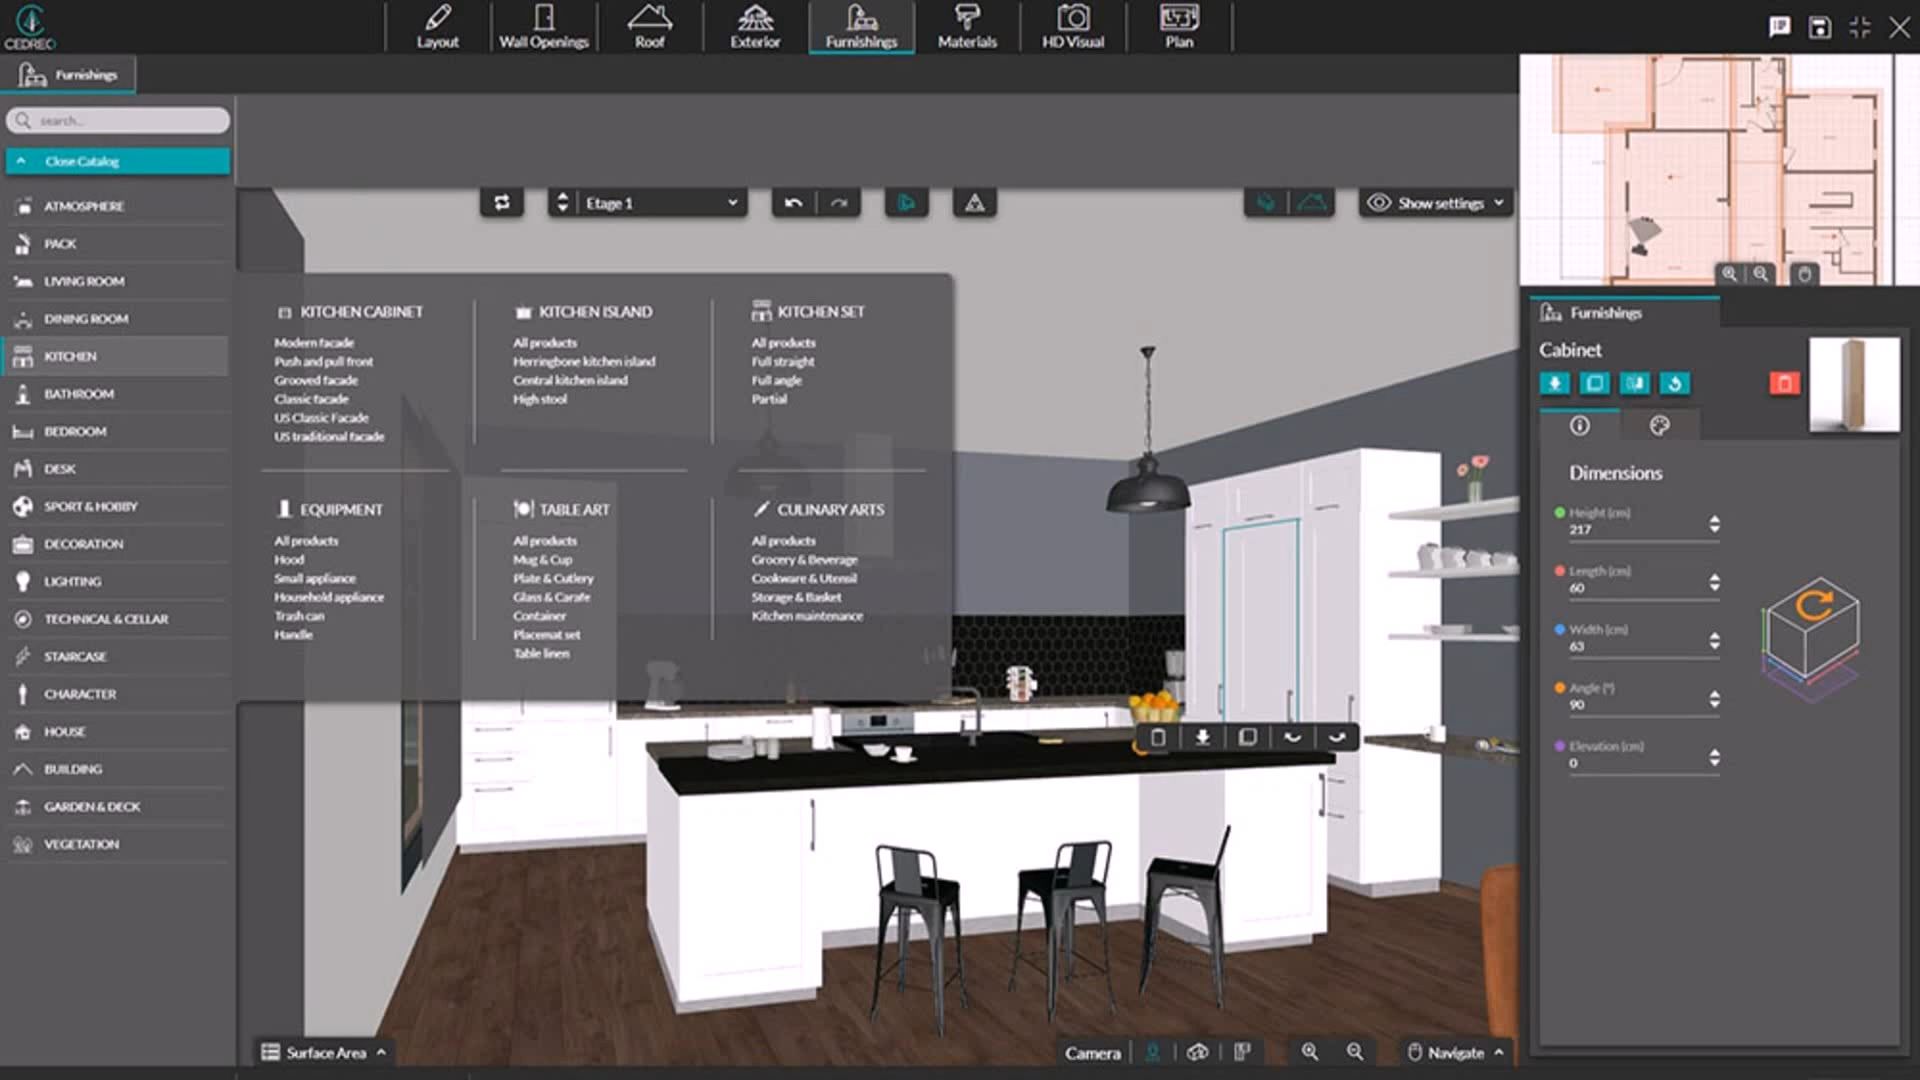 CEDREO
Layout
Wall Openings
Roof
Exterior
Furnishings
Materials
HD Visual
Plan
Furnishings
search...
Close Catalog
ATMOSPHERE
PACK
LIVING ROOM
DINING ROOM
KITCHEN
BATHROOM
BEDROOM
DESK
SPORT & HOBBY
DECORATION
LIGHTING
TECHNICAL & CELLAR
STAIRCASE
CHARACTER
HOUSE
BUILDING
GARDEN & DECK
VEGETATION
Etage 1
Show settings
KITCHEN CABINET
Modern facade
Push and pull front
Grooved facade
Classic facade
US Classic Facade
US traditional facade
KITCHEN ISLAND
All products
Herringbone kitchen island
Central kitchen island
High stool
KITCHEN SET
All products
Full straight
Full angle
Partial
EQUIPMENT
All products
Hood
Small appliance
Household appliance
Trash can
Handle
TABLE ART
All products
Mug & Cup
Plate & Cutlery
Glass & Carafe
Container
Placemat set
Table linen
CULINARY ARTS
All products
Grocery & Beverage
Cookware & Utensil
Storage & Basket
Kitchen maintenance
Furnishings
Cabinet
Dimensions
Height (cm)
217
Length (cm)
60
Width (cm)
63
Angle (°)
90
Elevation (cm)
0
Surface Area
Camera
Navigate